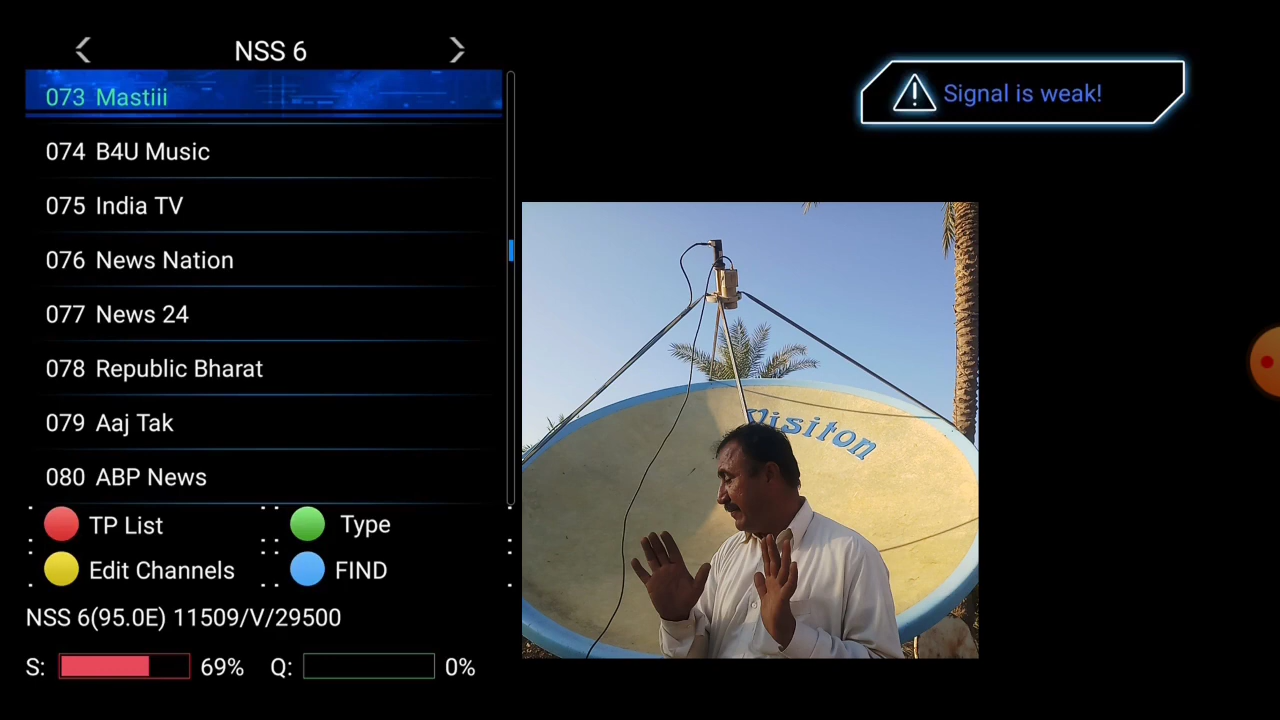 NSS 6
073 Mastiii
074 B4U Music
075 India TV
076 News Nation
077 News 24
078 Republic Bharat
079 Aaj Tak
080 ABP News
TP List
Type
Edit Channels
FIND
NSS 6(95.0E) 11509/V/29500
S: 69% Q: 0%
Signal is weak!
Visiton